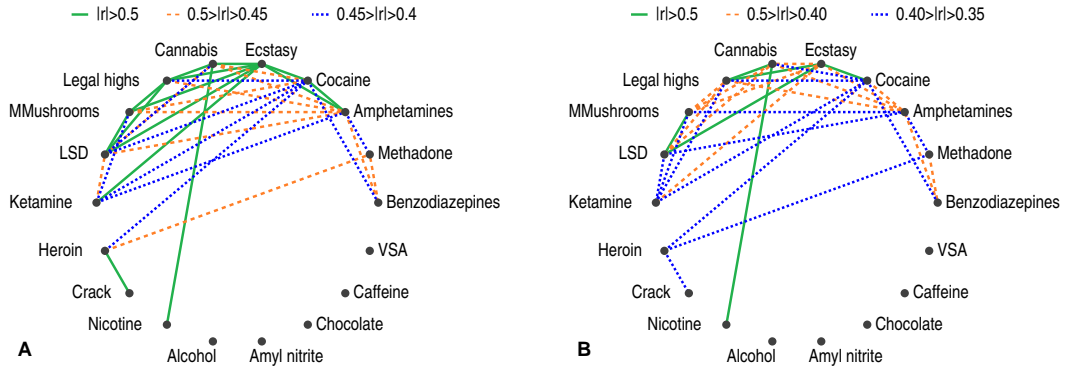 |r|>0.5 0.5>|r|>0.45 0.45>|r|>0.4
Cannabis Ecstasy
Legal highs Cocaine
MMushrooms Amphetamines
LSD Methadone
Ketamine Benzodiazepines
Heroin VSA
Crack Caffeine
Nicotine Chocolate
A Alcohol Amyl nitrite
|r|>0.5 0.5>|r|>0.40 0.40>|r|>0.35
Cannabis Ecstasy
Legal highs Cocaine
MMushrooms Amphetamines
LSD Methadone
Ketamine Benzodiazepines
Heroin VSA
Crack Caffeine
Nicotine Chocolate
B Alcohol Amyl nitrite